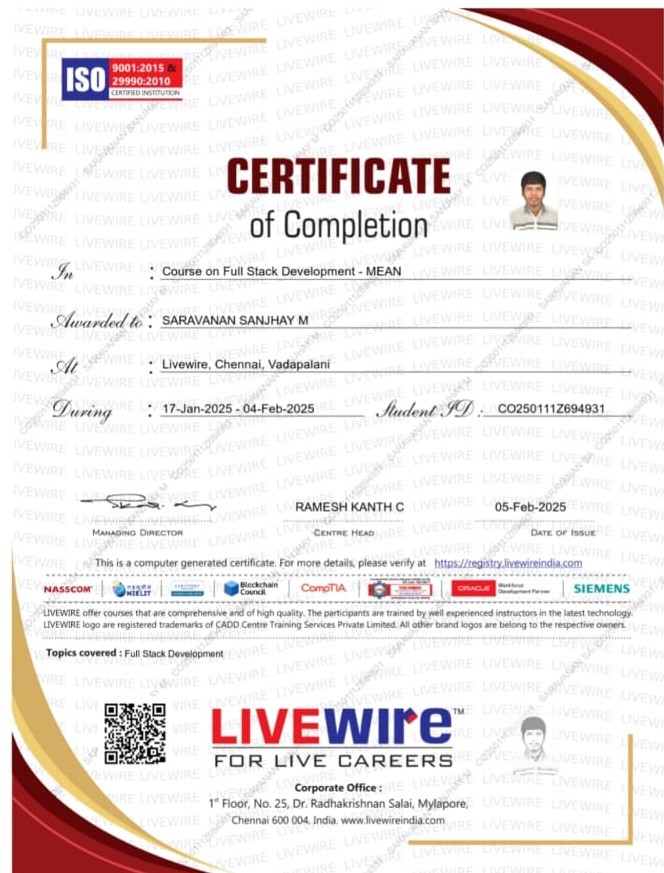 ISO 9001:2015 &
29990:2010
CERTIFIED INSTITUTION
CERTIFICATE
of Completion
In : Course on Full Stack Development - MEAN
Awarded to : SARAVANAN SANJHAY M
At : Livewire, Chennai, Vadapalani
During : 17-Jan-2025 - 04-Feb-2025 Student ID : CO250111Z694931
RAMESH KANTH C 05-Feb-2025
MANAGING DIRECTOR CENTRE HEAD DATE OF ISSUE
This is a computer generated certificate. For more details, please verify at https://registry.livewireindia.com
NASSCOM NIELIT Blockchain Council CompTIA ORACLE Workforce Development Partner SIEMENS
LIVEWIRE offer courses that are comprehensive and of high quality. The participants are trained by well experienced instructors in the latest technology.
LIVEWIRE logo are registered trademarks of CADD Centre Training Services Private Limited. All other brand logos are belong to the respective owners.
Topics covered : Full Stack Development
LIVEWIRE™
FOR LIVE CAREERS
Corporate Office :
1st Floor, No. 25, Dr. Radhakrishnan Salai, Mylapore,
Chennai 600 004. India. www.livewireindia.com